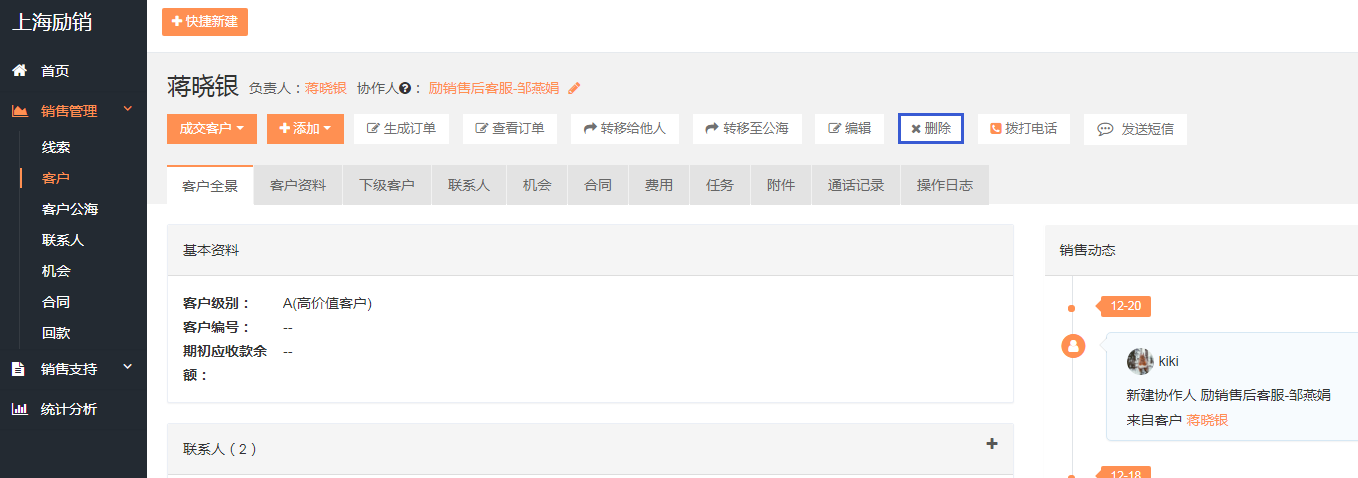 上海励销
快捷新建
首页
销售管理
线索
客户
客户公海
联系人
机会
合同
回款
销售支持
统计分析
蒋晓银 负责人：蒋晓银 协作人：励销售后客服-邹燕娟
成交客户 添加 生成订单 查看订单 转移给他人 转移至公海 编辑 删除 拨打电话 发送短信
客户全景 客户资料 下级客户 联系人 机会 合同 费用 任务 附件 通话记录 操作日志
基本资料
客户级别： A(高价值客户)
客户编号： --
期初应收款余 --
额：
联系人（2）
销售动态
12-20
kiki
新建协作人 励销售后客服-邹燕娟
来自客户 蒋晓银
12-18